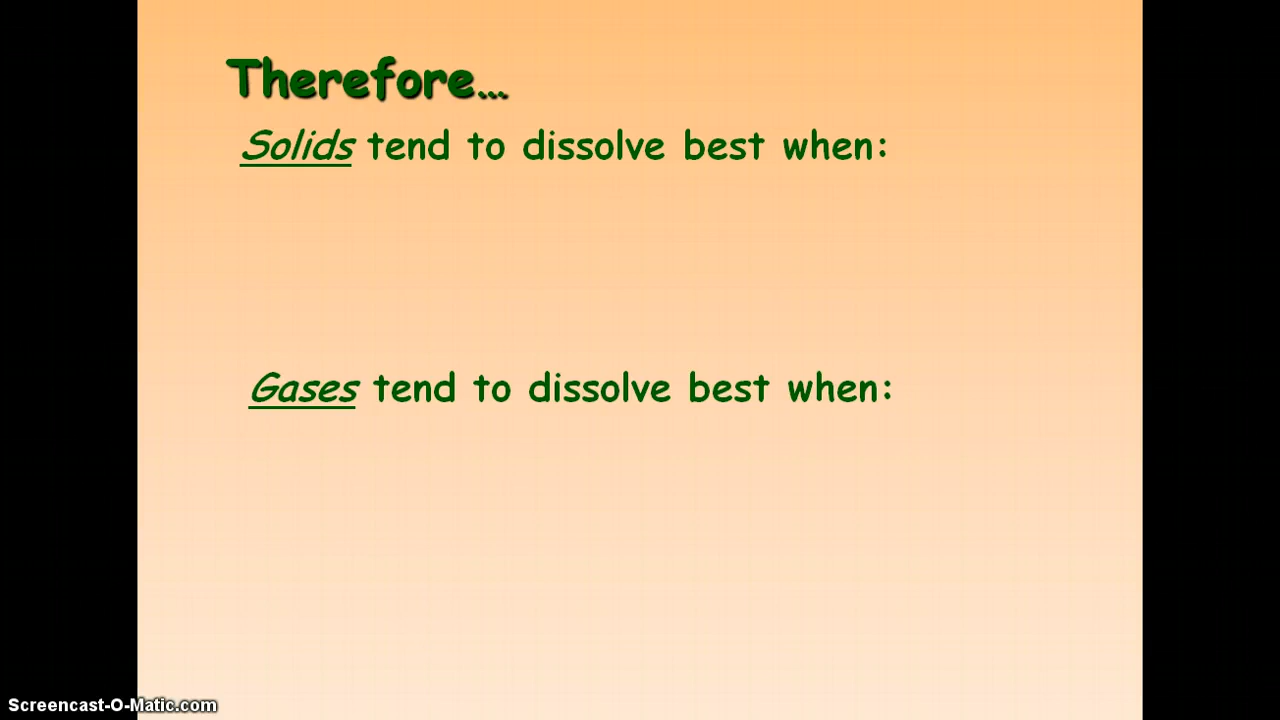 Therefore...
Solids tend to dissolve best when:
Gases tend to dissolve best when:
Screencast-O-Matic.com